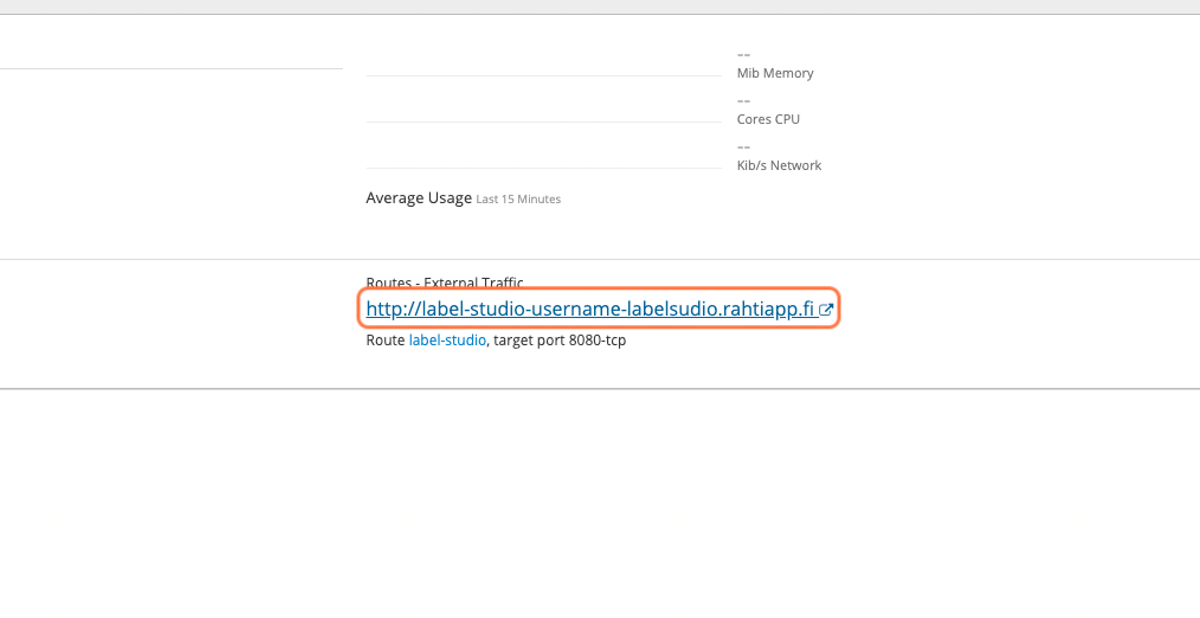 --
Mib Memory
--
Cores CPU
--
Kib/s Network
Average Usage Last 15 Minutes
Routes - External Traffic
http://label-studio-username-labelsudio.rahtiapp.fi
Route label-studio, target port 8080-tcp